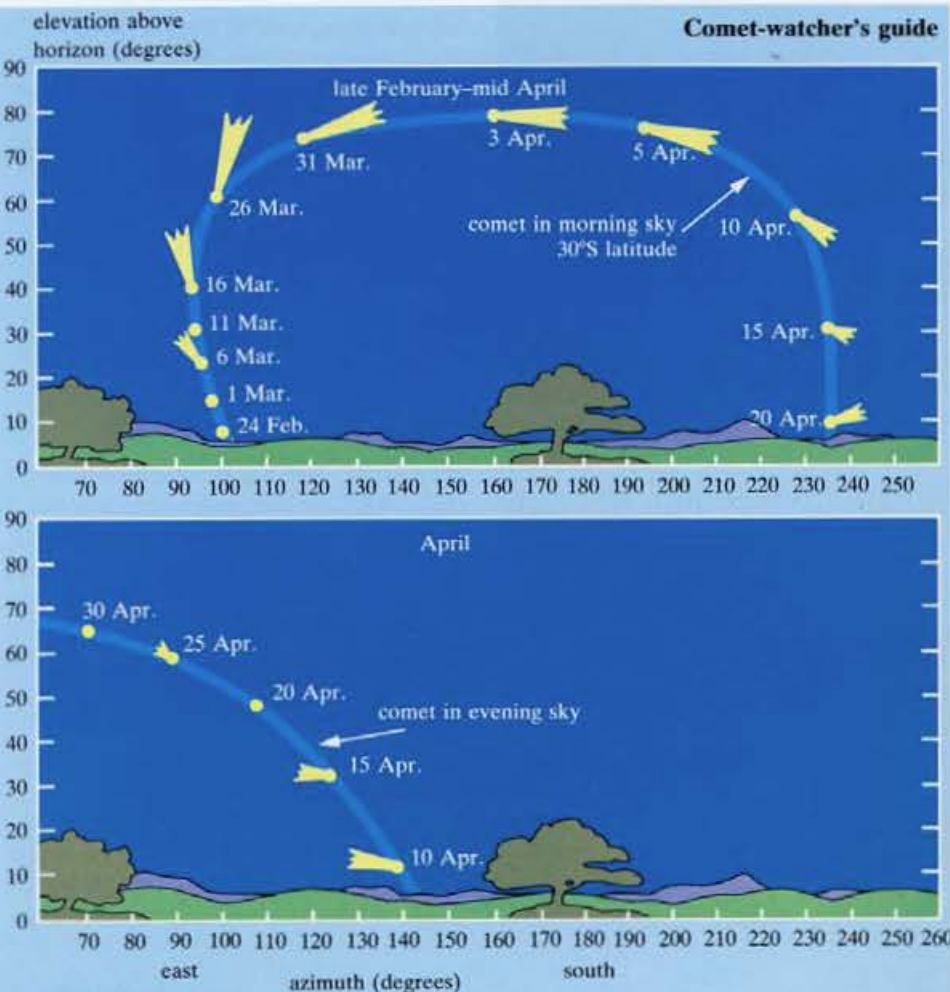 elevation above
horizon (degrees)
Comet-watcher's guide
90
80
70
60
50
40
30
20
10
0
late February–mid April
31 Mar.
3 Apr.
5 Apr.
26 Mar.
comet in morning sky
30°S latitude
10 Apr.
16 Mar.
11 Mar.
15 Apr.
6 Mar.
1 Mar.
24 Feb.
20 Apr.
70 80 90 100 110 120 130 140 150 160 170 180 190 200 210 220 230 240 250
90
80
70
60
50
40
30
20
10
0
April
30 Apr.
25 Apr.
20 Apr.
comet in evening sky
15 Apr.
10 Apr.
70 80 90 100 110 120 130 140 150 160 170 180 190 200 210 220 230 240 250 260
east
azimuth (degrees)
south